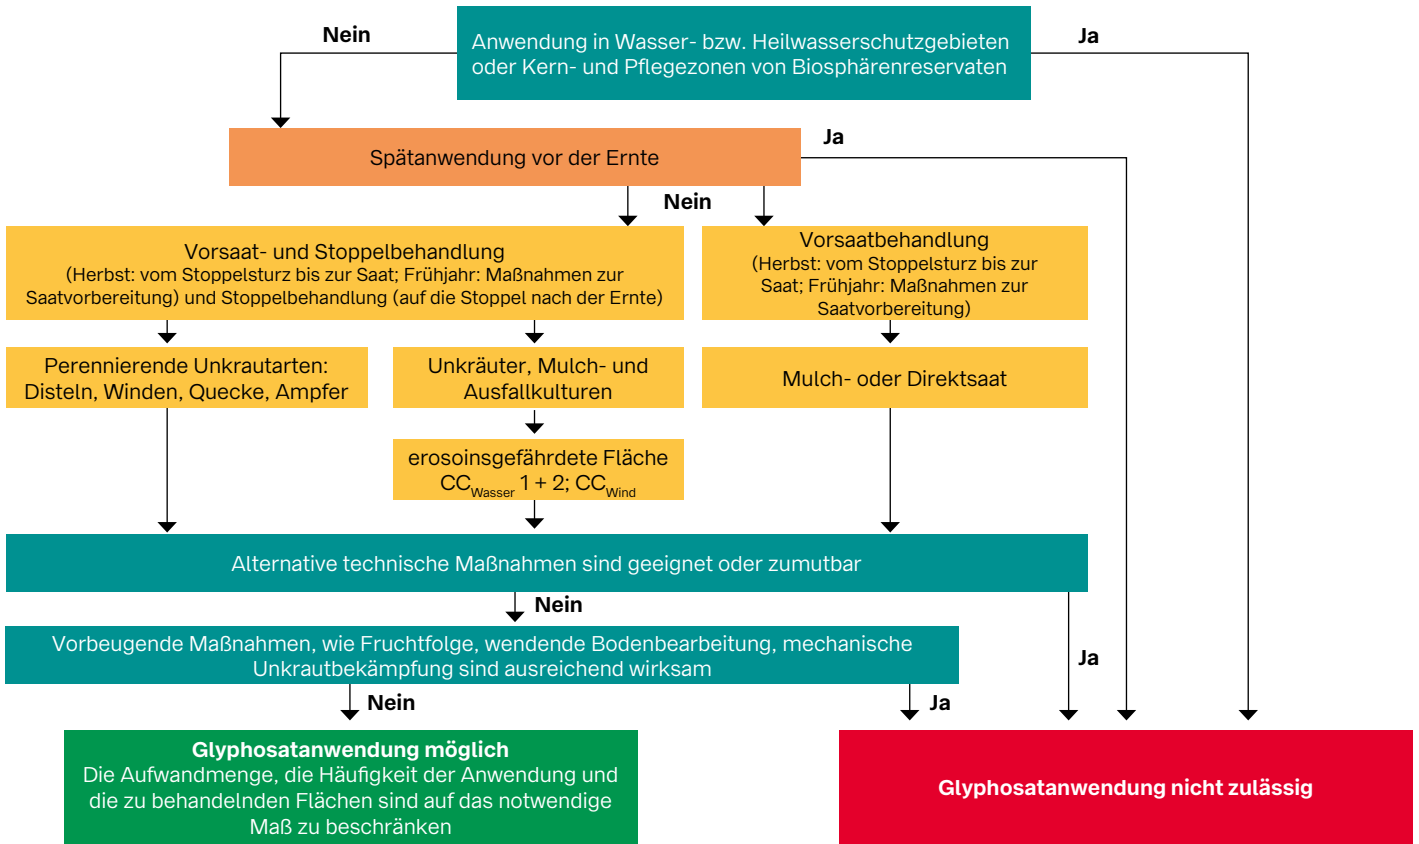 Nein
Anwendung in Wasser- bzw. Heilwasserschutzgebieten
oder Kern- und Pflegezonen von Biosphärenreservaten
Ja
Spätanwendung vor der Ernte
Ja
Nein
Vorsaat- und Stoppelbehandlung
(Herbst: vom Stoppelsturz bis zur Saat; Frühjahr: Maßnahmen zur
Saatvorbereitung) und Stoppelbehandlung (auf die Stoppel nach der Ernte)
Vorsaatbehandlung
(Herbst: vom Stoppelsturz bis zur
Saat; Frühjahr: Maßnahmen zur
Saatvorbereitung)
Perennierende Unkrautarten:
Disteln, Winden, Quecke, Ampfer
Unkräuter, Mulch- und
Ausfallkulturen
Mulch- oder Direktsaat
erosoinsgefährdete Fläche
CC Wasser 1 + 2; CC Wind
Alternative technische Maßnahmen sind geeignet oder zumutbar
Nein
Vorbeugende Maßnahmen, wie Fruchtfolge, wendende Bodenbearbeitung, mechanische
Unkrautbekämpfung sind ausreichend wirksam
Ja
Nein
Ja
Glyphosatanwendung möglich
Die Aufwandmenge, die Häufigkeit der Anwendung und
die zu behandelnden Flächen sind auf das notwendige
Maß zu beschränken
Glyphosatanwendung nicht zulässig